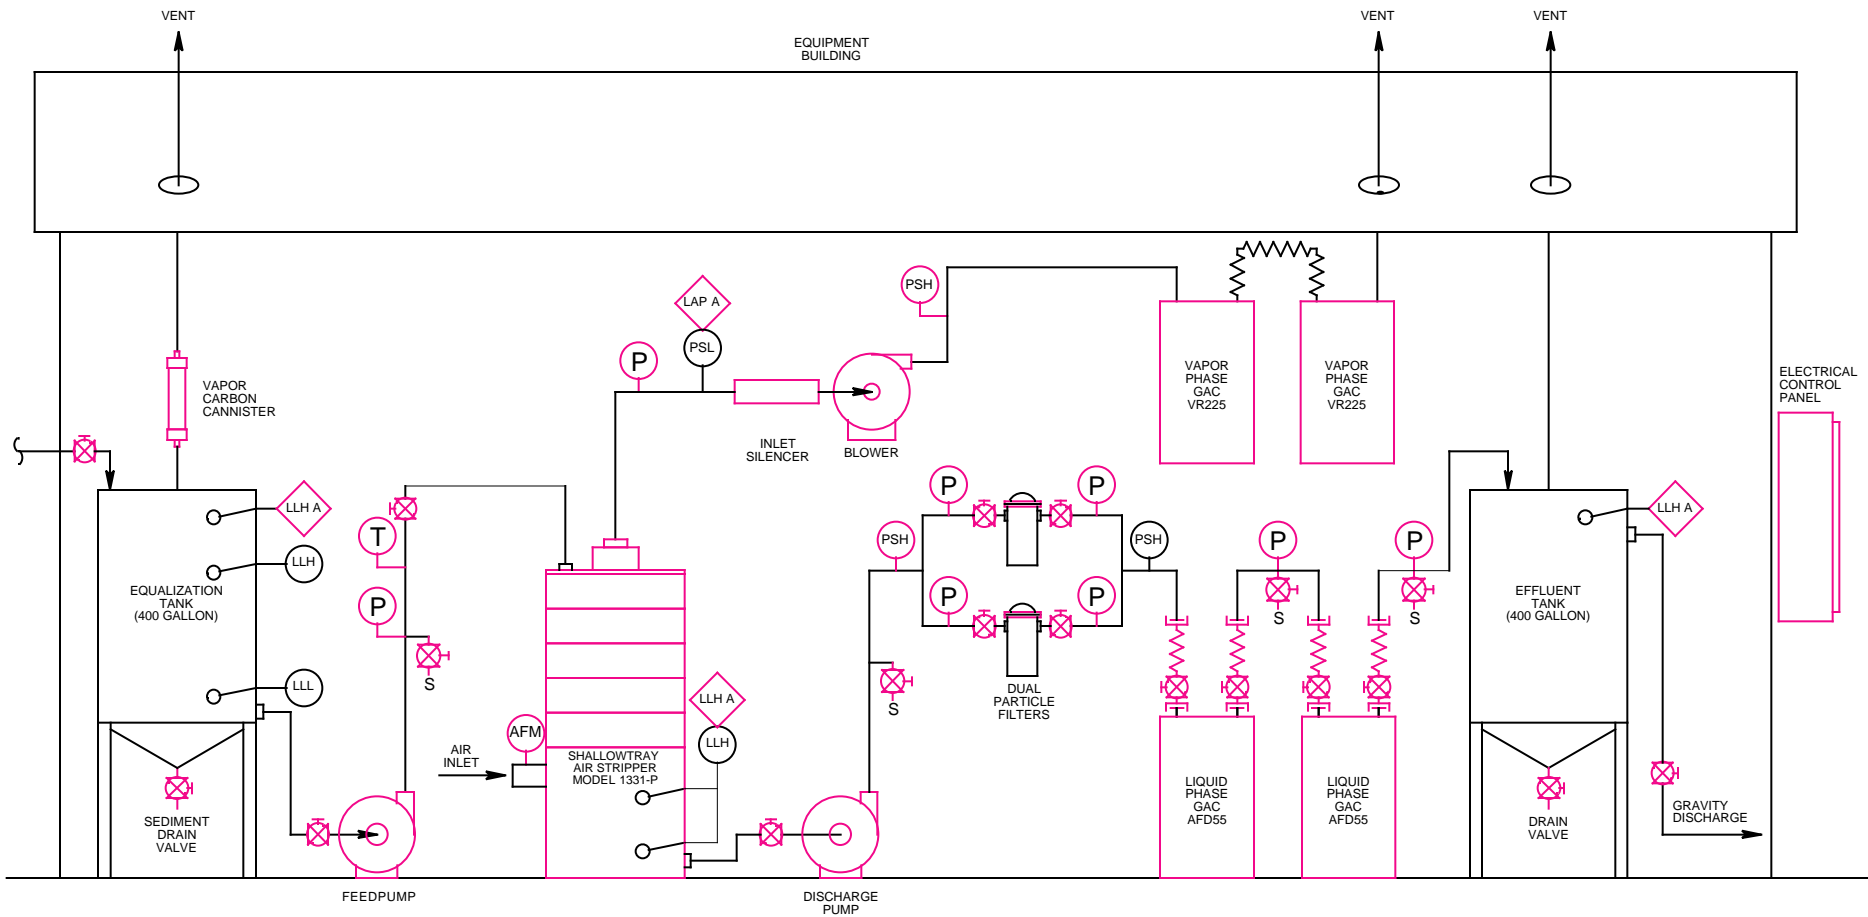 VENT
VENT
VENT
EQUIPMENT
BUILDING
LAP A
PSL
P
PSH
VAPOR
PHASE
GAC
VR225
VAPOR
PHASE
GAC
VR225
VAPOR
CARBON
CANNISTER
ELECTRICAL
CONTROL
PANEL
INLET
SILENCER
BLOWER
LLH A
LLH
EQUALIZATION
TANK
(400 GALLON)
LLL
T
P
S
SEDIMENT
DRAIN
VALVE
FEEDPUMP
AIR
INLET
AFM
SHALLOWTRAY
AIR STRIPPER
MODEL 1331-P
LLH A
LLH
DISCHARGE
PUMP
S
PSH
P
P
P
P
DUAL
PARTICLE
FILTERS
PSH
P
S
P
S
LIQUID
PHASE
GAC
AFD55
LIQUID
PHASE
GAC
AFD55
LLH A
EFFLUENT
TANK
(400 GALLON)
DRAIN
VALVE
GRAVITY
DISCHARGE